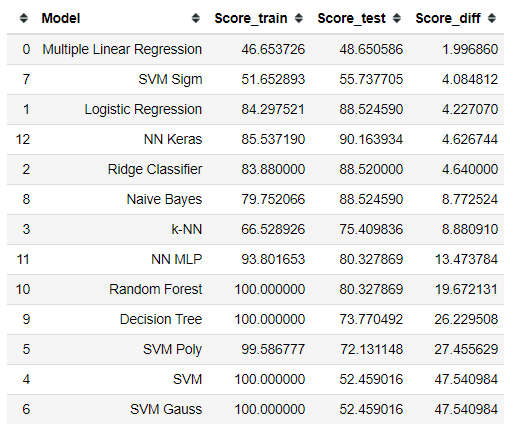 Model Score_train Score_test Score_diff
0 Multiple Linear Regression 46.653726 48.650586 1.996860
7 SVM Sigm 51.652893 55.737705 4.084812
1 Logistic Regression 84.297521 88.524590 4.227070
12 NN Keras 85.537190 90.163934 4.626744
2 Ridge Classifier 83.880000 88.520000 4.640000
8 Naive Bayes 79.752066 88.524590 8.772524
3 k-NN 66.528926 75.409836 8.880910
11 NN MLP 93.801653 80.327869 13.473784
10 Random Forest 100.000000 80.327869 19.672131
9 Decision Tree 100.000000 73.770492 26.229508
5 SVM Poly 99.586777 72.131148 27.455629
4 SVM 100.000000 52.459016 47.540984
6 SVM Gauss 100.000000 52.459016 47.540984